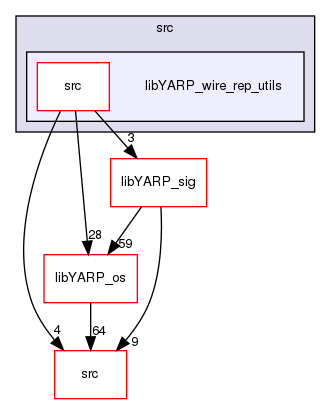 src
src libYARP_wire_rep_utils
3
libYARP_sig
28 59
libYARP_os
4 64 9
src